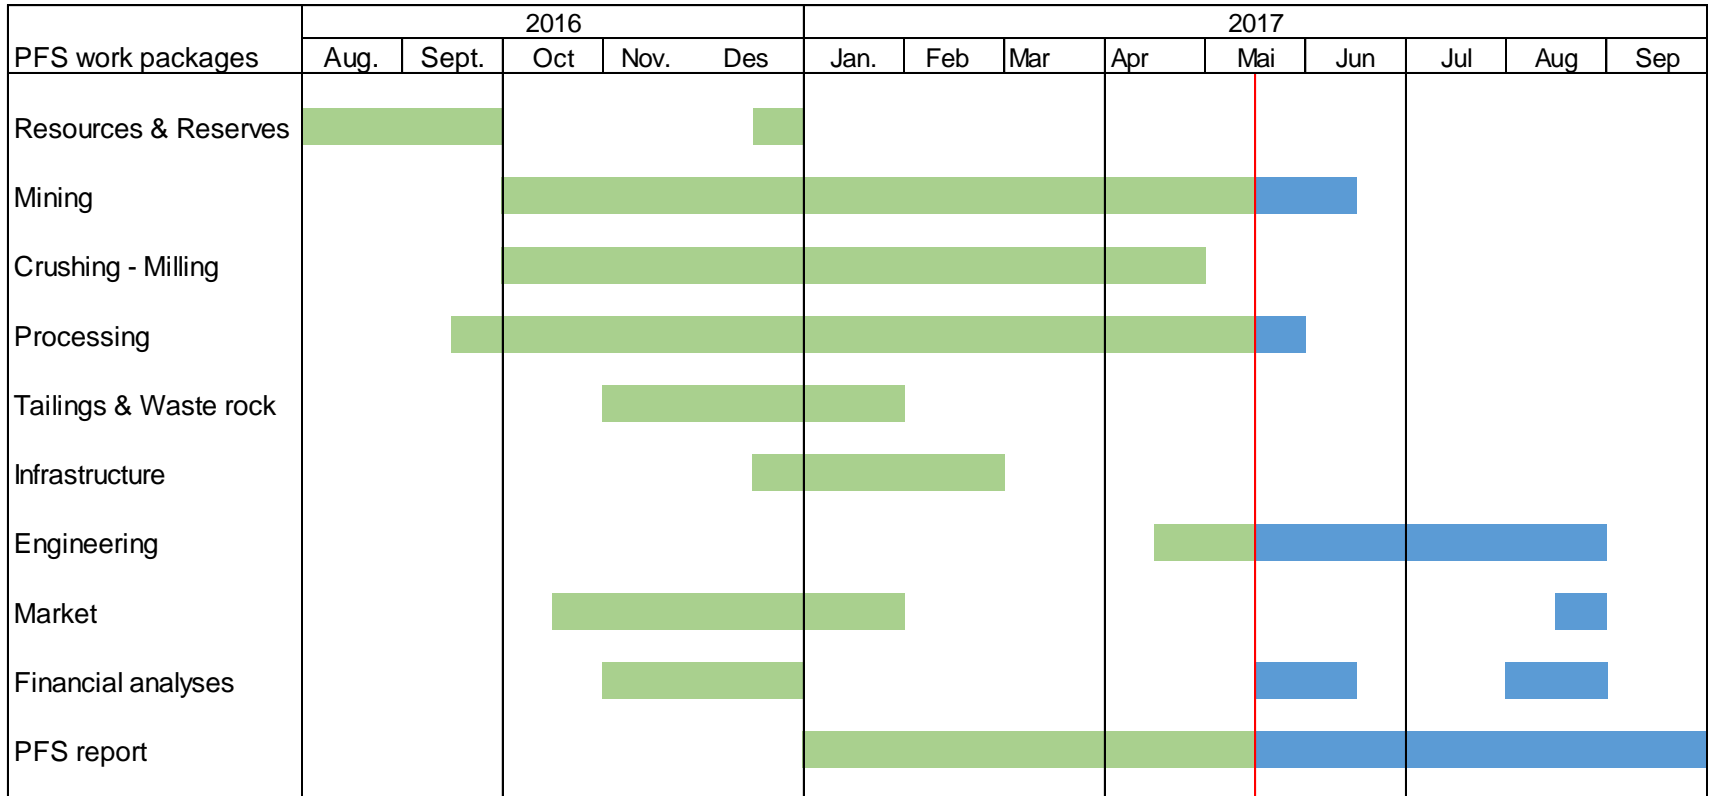 2016 2017
PFS work packages Aug. Sept. Oct Nov. Des Jan. Feb Mar Apr Mai Jun Jul Aug Sep
Resources & Reserves
Mining
Crushing - Milling
Processing
Tailings & Waste rock
Infrastructure
Engineering
Market
Financial analyses
PFS report